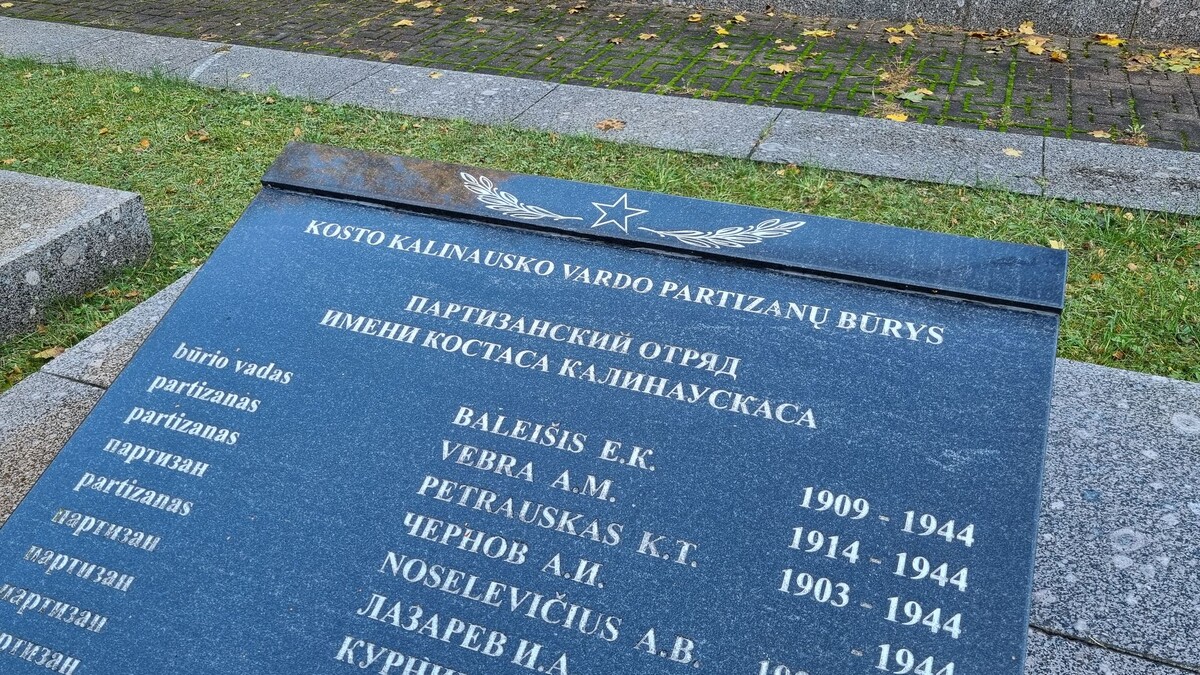 KOSTO KALINAUSKO VARDO PARTIZANŲ BŪRYS
ПАРТИЗАНСКИЙ ОТРЯД
ИМЕНИ КОСТАСА КАЛИНАУСКАСА
būrio vadas BALEIŠIS E.K. 1909 - 1944
partizanas VEBRA A.M. 1914 - 1944
partizanas PETRAUSKAS K.T. 1903 - 1944
партизан ЧЕРНОВ А.И. - 1944
partizanas NOSELEVIČIUS A.B.
партизан ЛАЗАРЕВ И.А
партизан
партизан